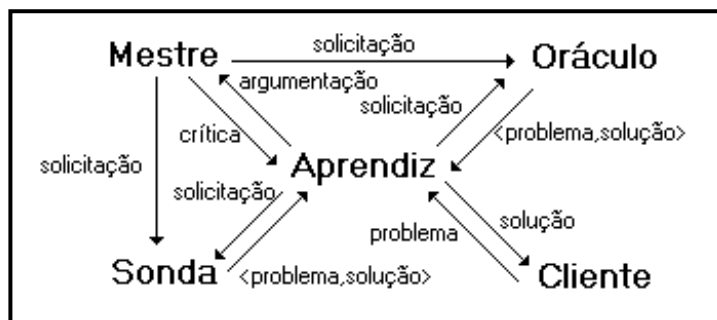 Mestre
solicitação
Oráculo
argumentação
solicitação
crítica
<problema,solução>
solicitação
Aprendiz
solicitação
solução
problema
Sonda
<problema,solução>
Cliente